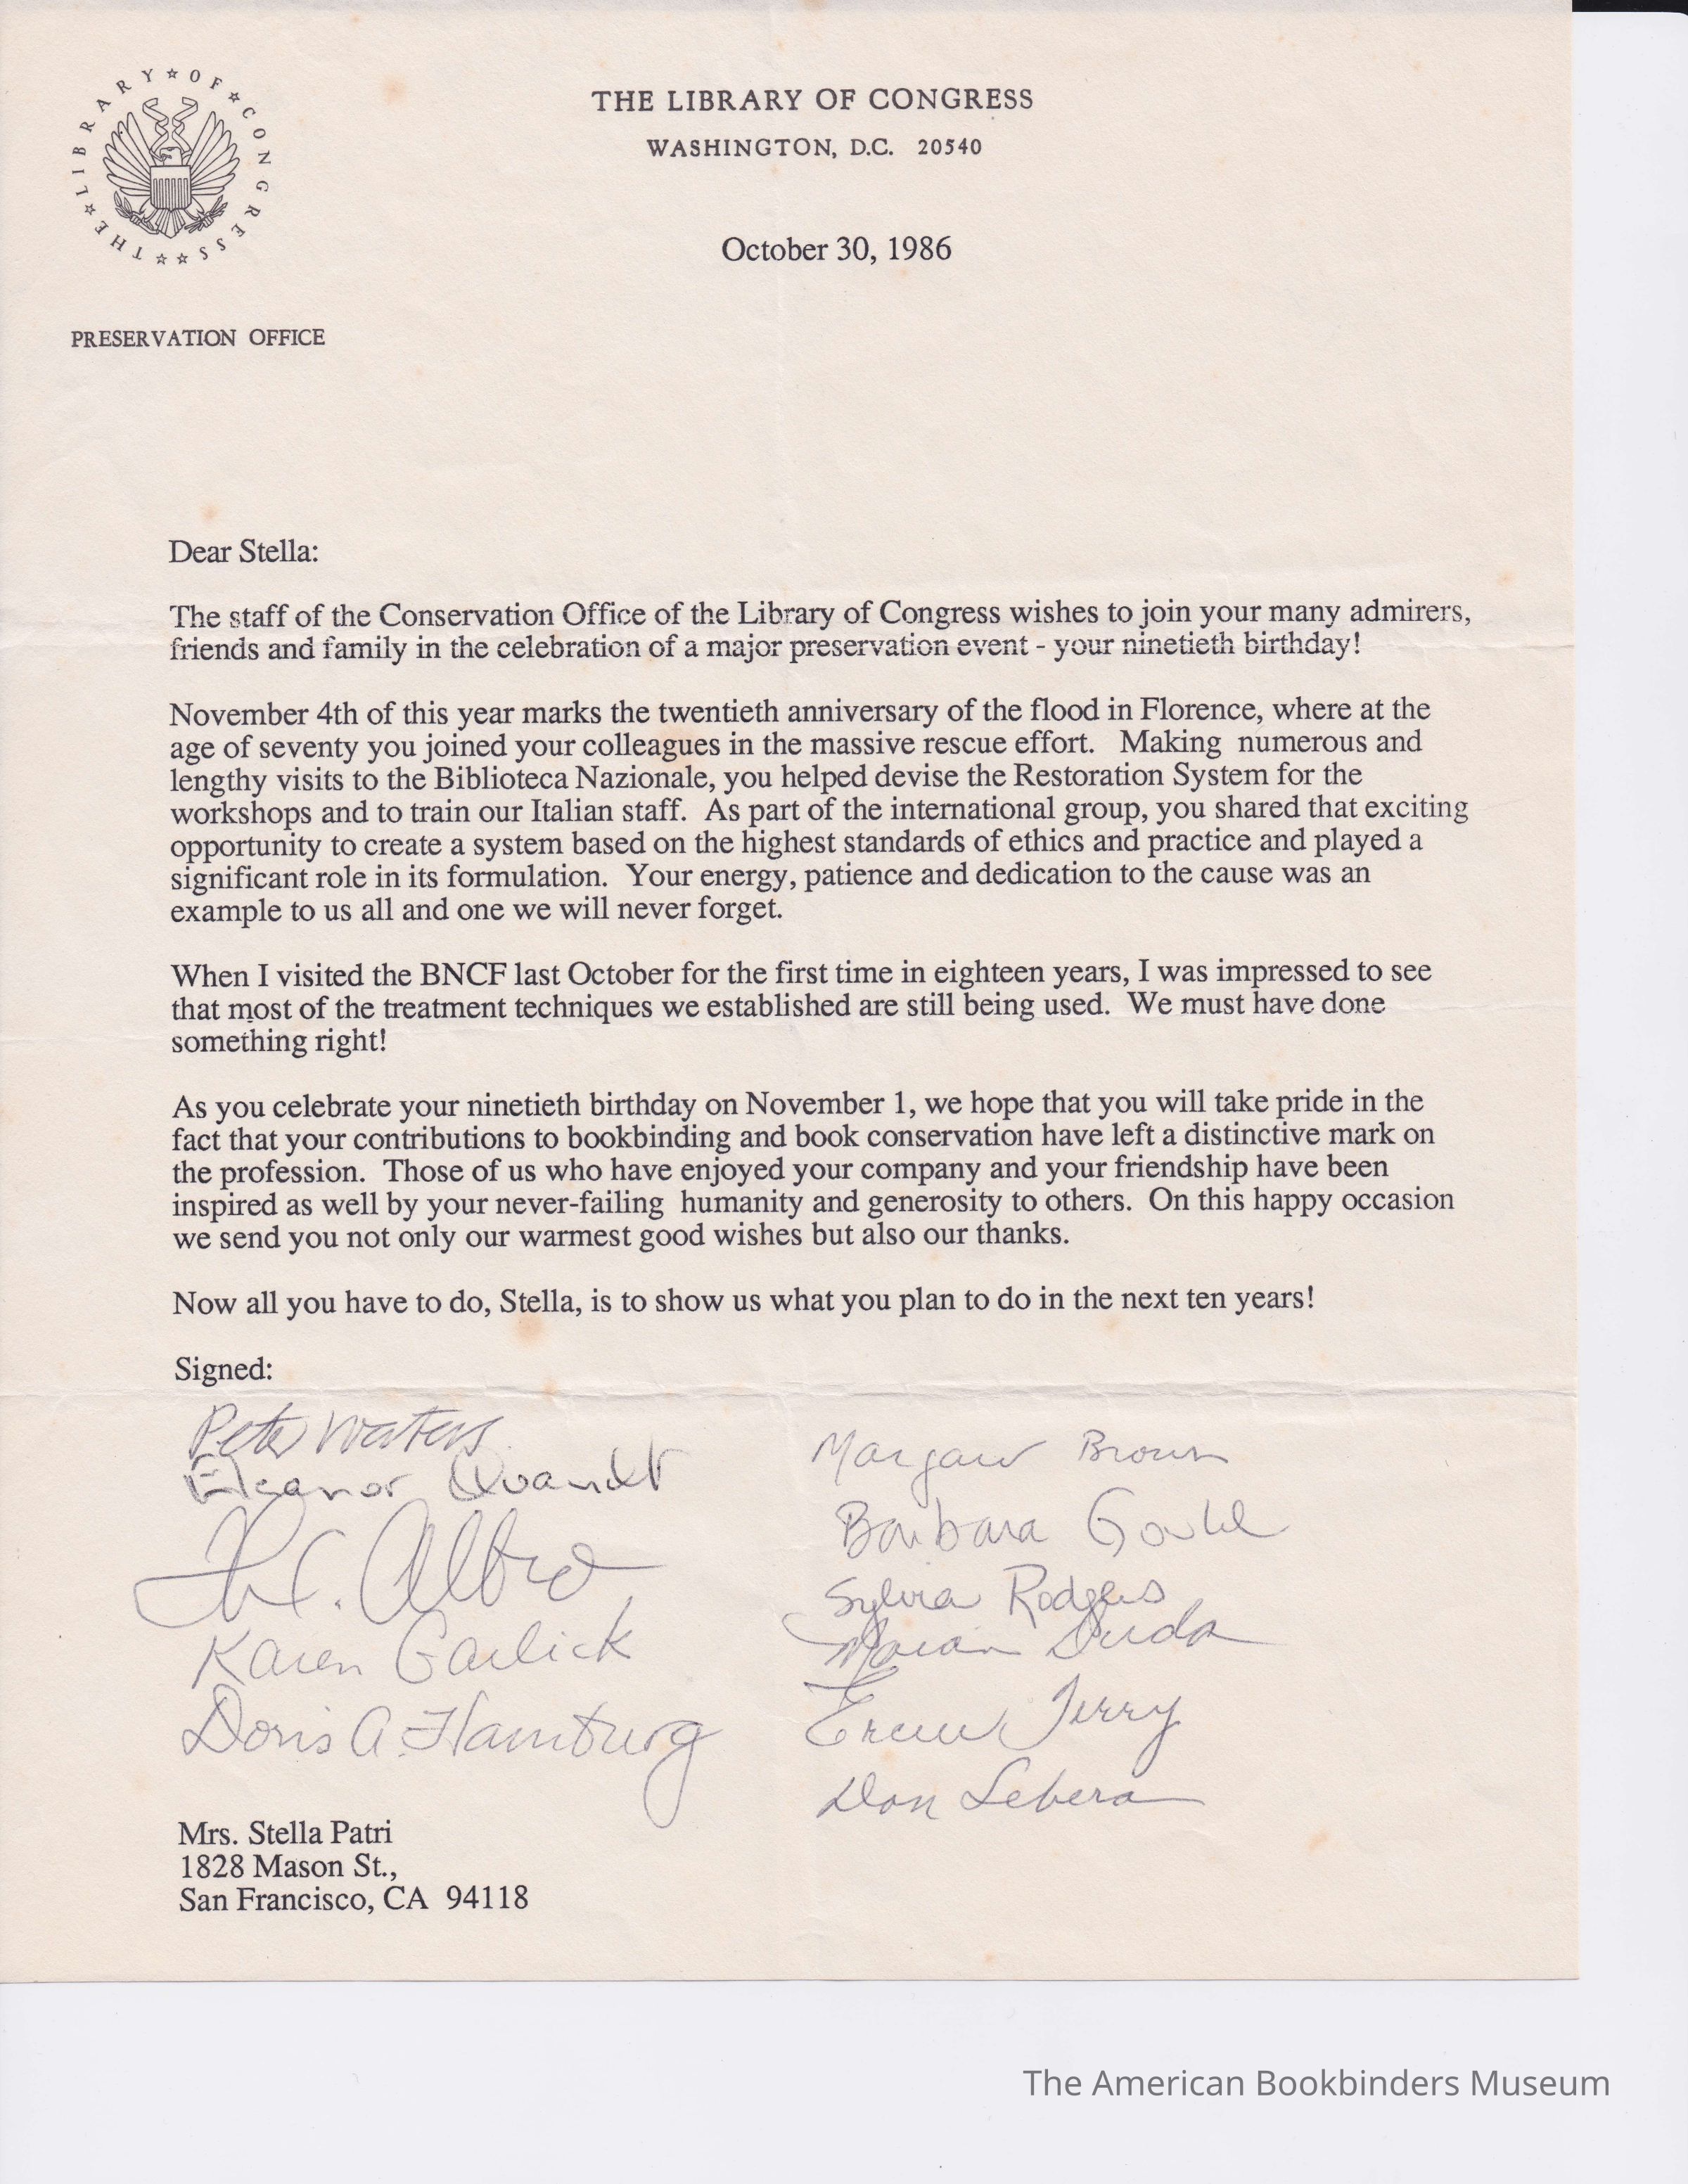 THE★LIBRARY★OF★CONGRESS★★
THE LIBRARY OF CONGRESS
WASHINGTON, D.C. 20540
October 30, 1986
PRESERVATION OFFICE
Dear Stella:
The staff of the Conservation Office of the Library of Congress wishes to join your many admirers,
friends and family in the celebration of a major preservation event - your ninetieth birthday!
November 4th of this year marks the twentieth anniversary of the flood in Florence, where at the
age of seventy you joined your colleagues in the massive rescue effort. Making numerous and
lengthy visits to the Biblioteca Nazionale, you helped devise the Restoration System for the
workshops and to train our Italian staff. As part of the international group, you shared that exciting
opportunity to create a system based on the highest standards of ethics and practice and played a
significant role in its formulation. Your energy, patience and dedication to the cause was an
example to us all and one we will never forget.
When I visited the BNCF last October for the first time in eighteen years, I was impressed to see
that most of the treatment techniques we established are still being used. We must have done
something right!
As you celebrate your ninetieth birthday on November 1, we hope that you will take pride in the
fact that your contributions to bookbinding and book conservation have left a distinctive mark on
the profession. Those of us who have enjoyed your company and your friendship have been
inspired as well by your never-failing humanity and generosity to others. On this happy occasion
we send you not only our warmest good wishes but also our thanks.
Now all you have to do, Stella, is to show us what you plan to do in the next ten years!
Signed:
Peter Waters
Eleanor Quandt
Albro
Karen Garlick
Doris A. Hamburg
Margaret Brown
Barbara
Sylvia Rodgers
Terry
Don
Mrs. Stella Patri
1828 Mason St.,
San Francisco, CA 94118
The American Bookbinders Museum